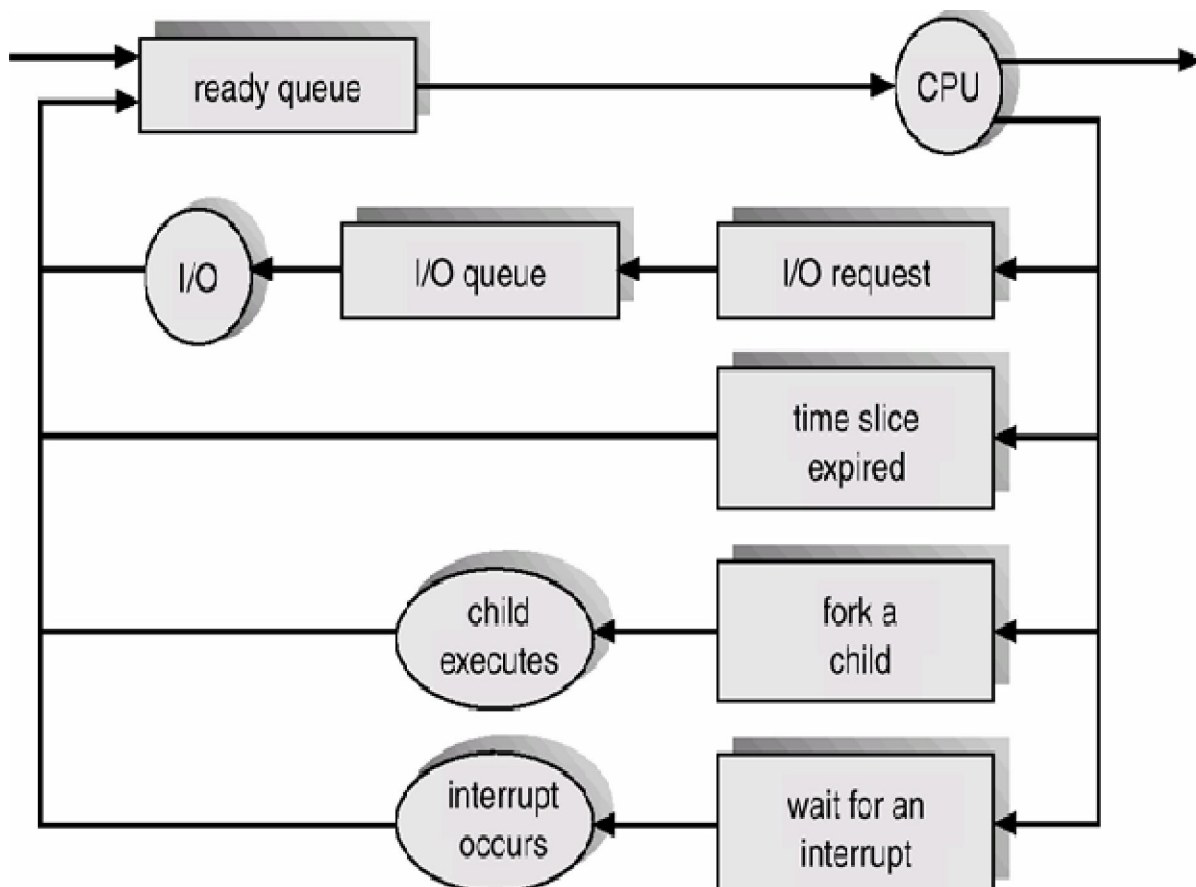 ready queue
CPU
I/O
I/O queue
I/O request
time slice
expired
child
executes
fork a
child
interrupt
occurs
wait for an
interrupt